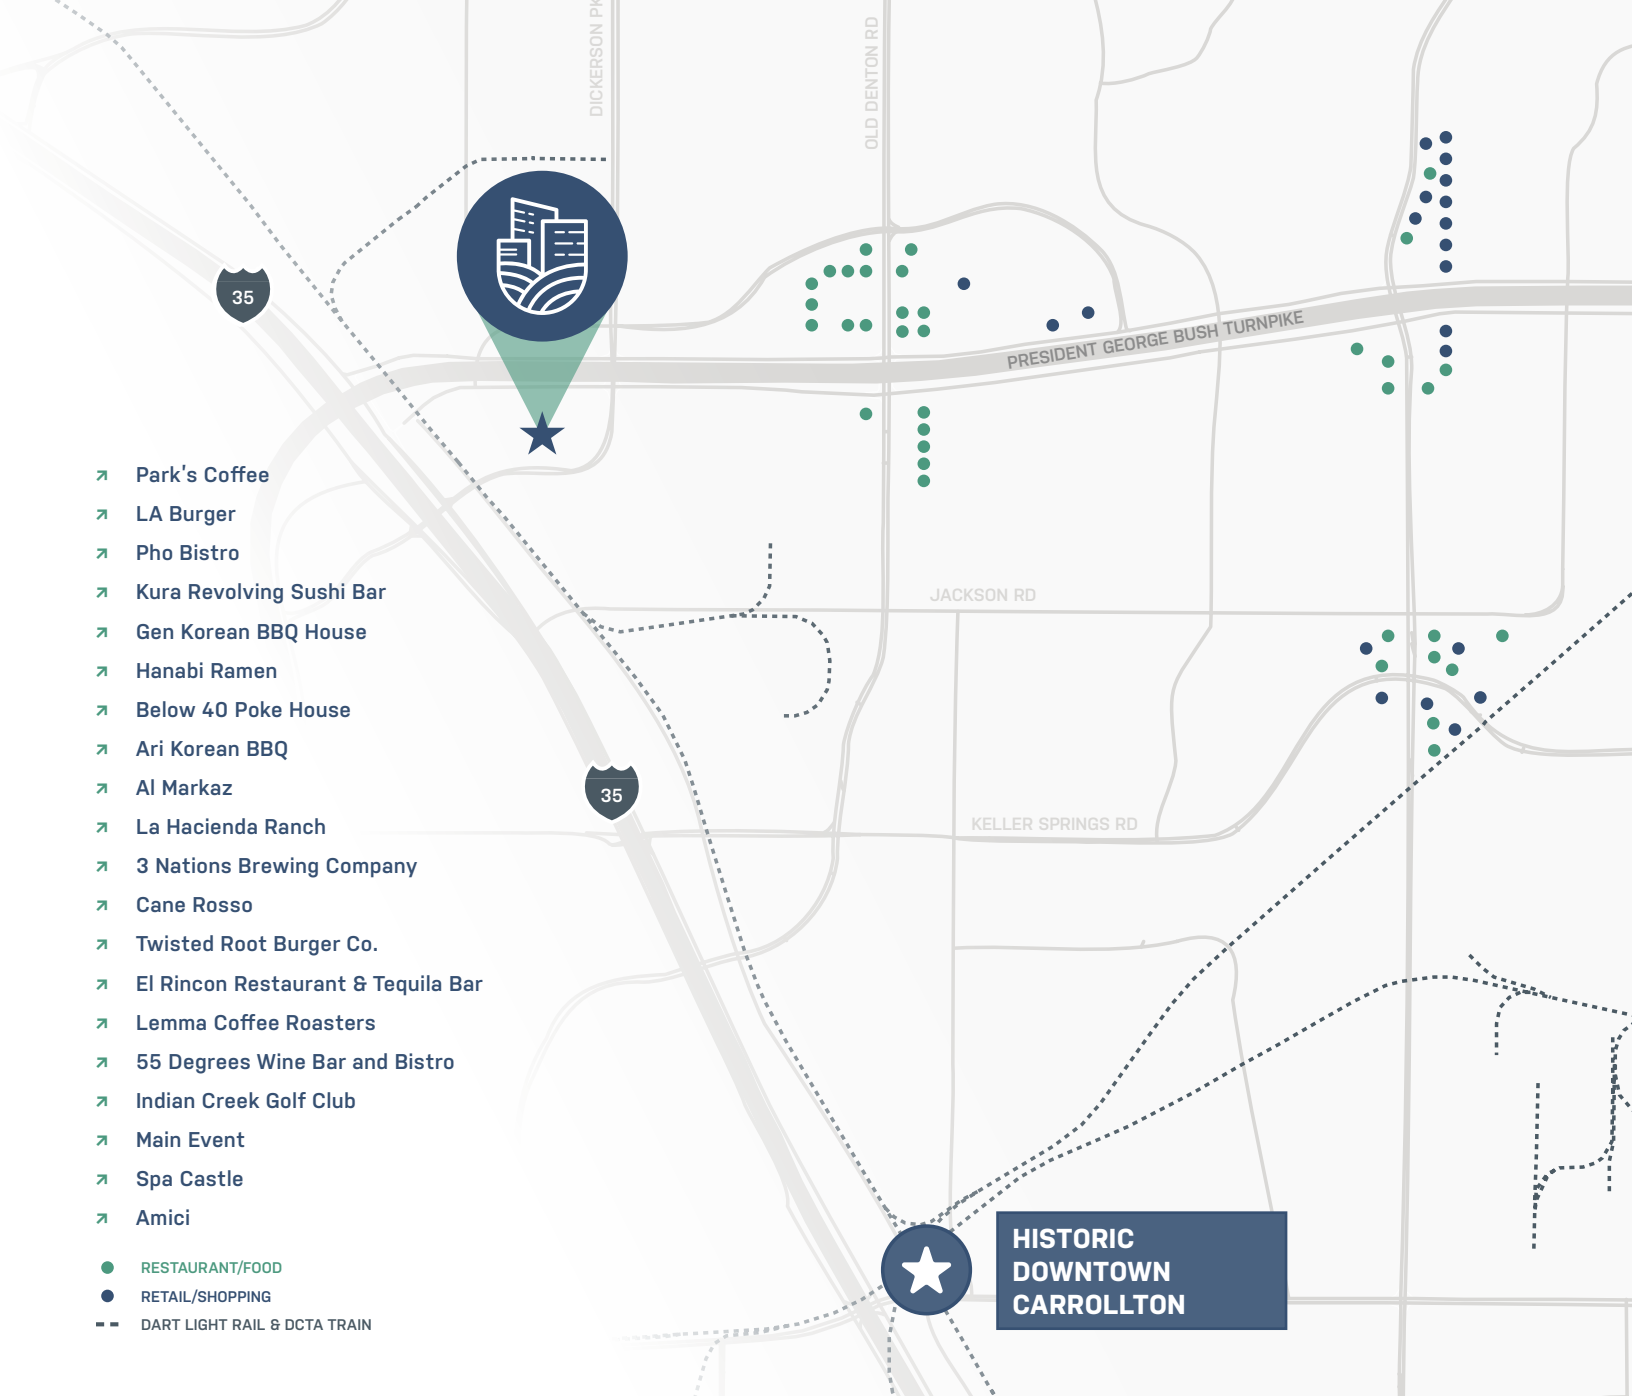 DICKERSON PK
OLD DENTON RD
35
PRESIDENT GEORGE BUSH TURNPIKE
Park's Coffee
LA Burger
Pho Bistro
Kura Revolving Sushi Bar
Gen Korean BBQ House
Hanabi Ramen
Below 40 Poke House
Ari Korean BBQ
Al Markaz
La Hacienda Ranch
3 Nations Brewing Company
Cane Rosso
Twisted Root Burger Co.
El Rincon Restaurant & Tequila Bar
Lemma Coffee Roasters
55 Degrees Wine Bar and Bistro
Indian Creek Golf Club
Main Event
Spa Castle
Amici
RESTAURANT/FOOD
RETAIL/SHOPPING
DART LIGHT RAIL & DCTA TRAIN
JACKSON RD
35
KELLER SPRINGS RD
HISTORIC
DOWNTOWN
CARROLLTON